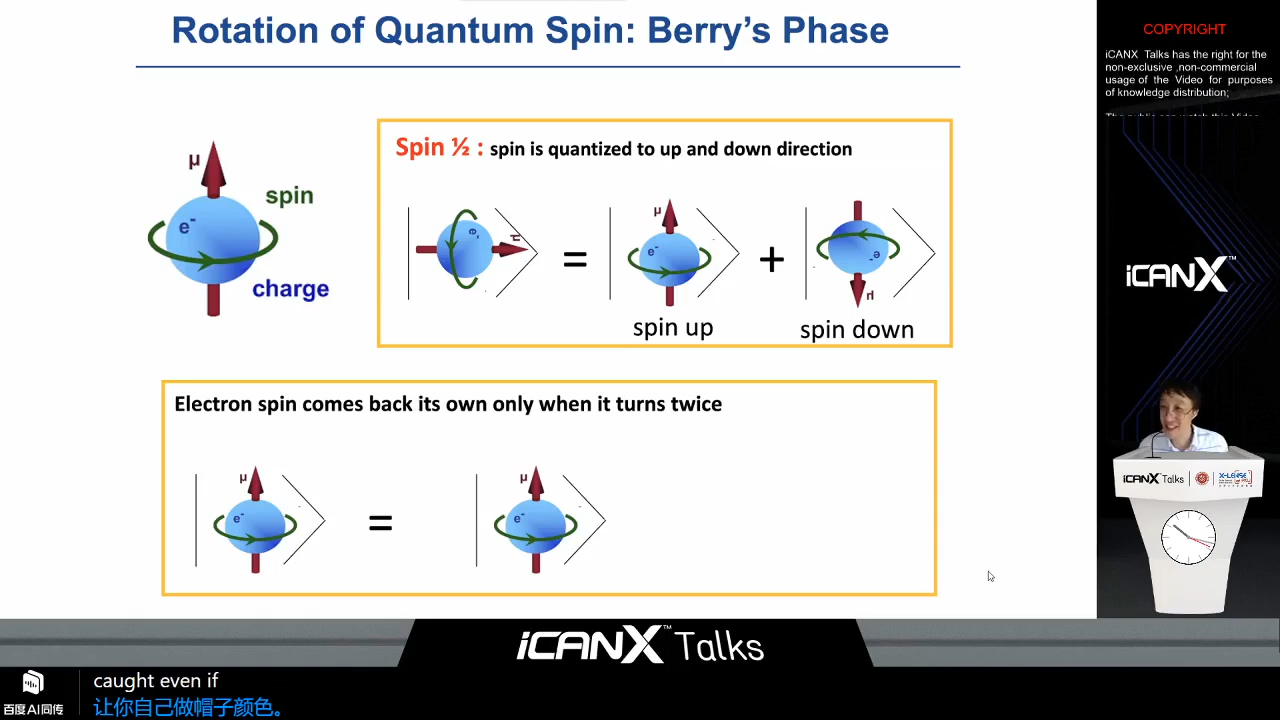 Rotation of Quantum Spin: Berry's Phase
μ
spin
e-
charge
Spin ½ : spin is quantized to up and down direction
e-
μ
=
μ
e-
+
e-
μ
spin up
spin down
Electron spin comes back its own only when it turns twice
μ
e-
=
μ
e-
COPYRIGHT
iCANX Talks has the right for the
non-exclusive ,non-commercial
usage of the Video for purposes
of knowledge distribution;
iCANX™
iCANX Talks
X-LENSE
iCANX™ Talks
百度AI同传
caught even if
让你自己做帽子颜色。